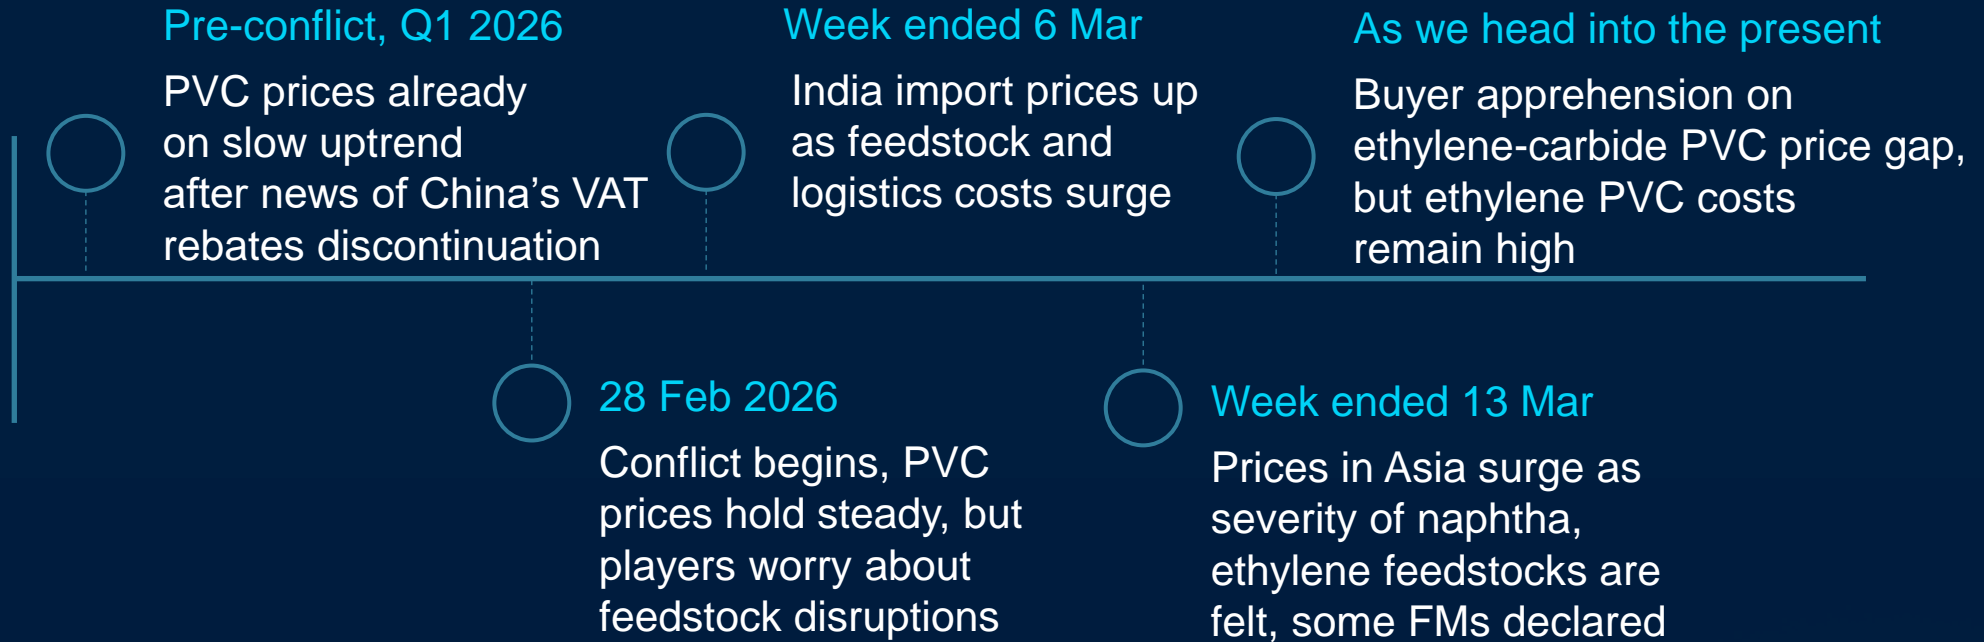 Pre-conflict, Q1 2026
PVC prices already
on slow uptrend
after news of China’s VAT
rebates discontinuation
28 Feb 2026
Conflict begins, PVC
prices hold steady, but
players worry about
feedstock disruptions
Week ended 6 Mar
India import prices up
as feedstock and
logistics costs surge
Week ended 13 Mar
Prices in Asia surge as
severity of naphtha,
ethylene feedstocks are
felt, some FMs declared
As we head into the present
Buyer apprehension on
ethylene-carbide PVC price gap,
but ethylene PVC costs
remain high